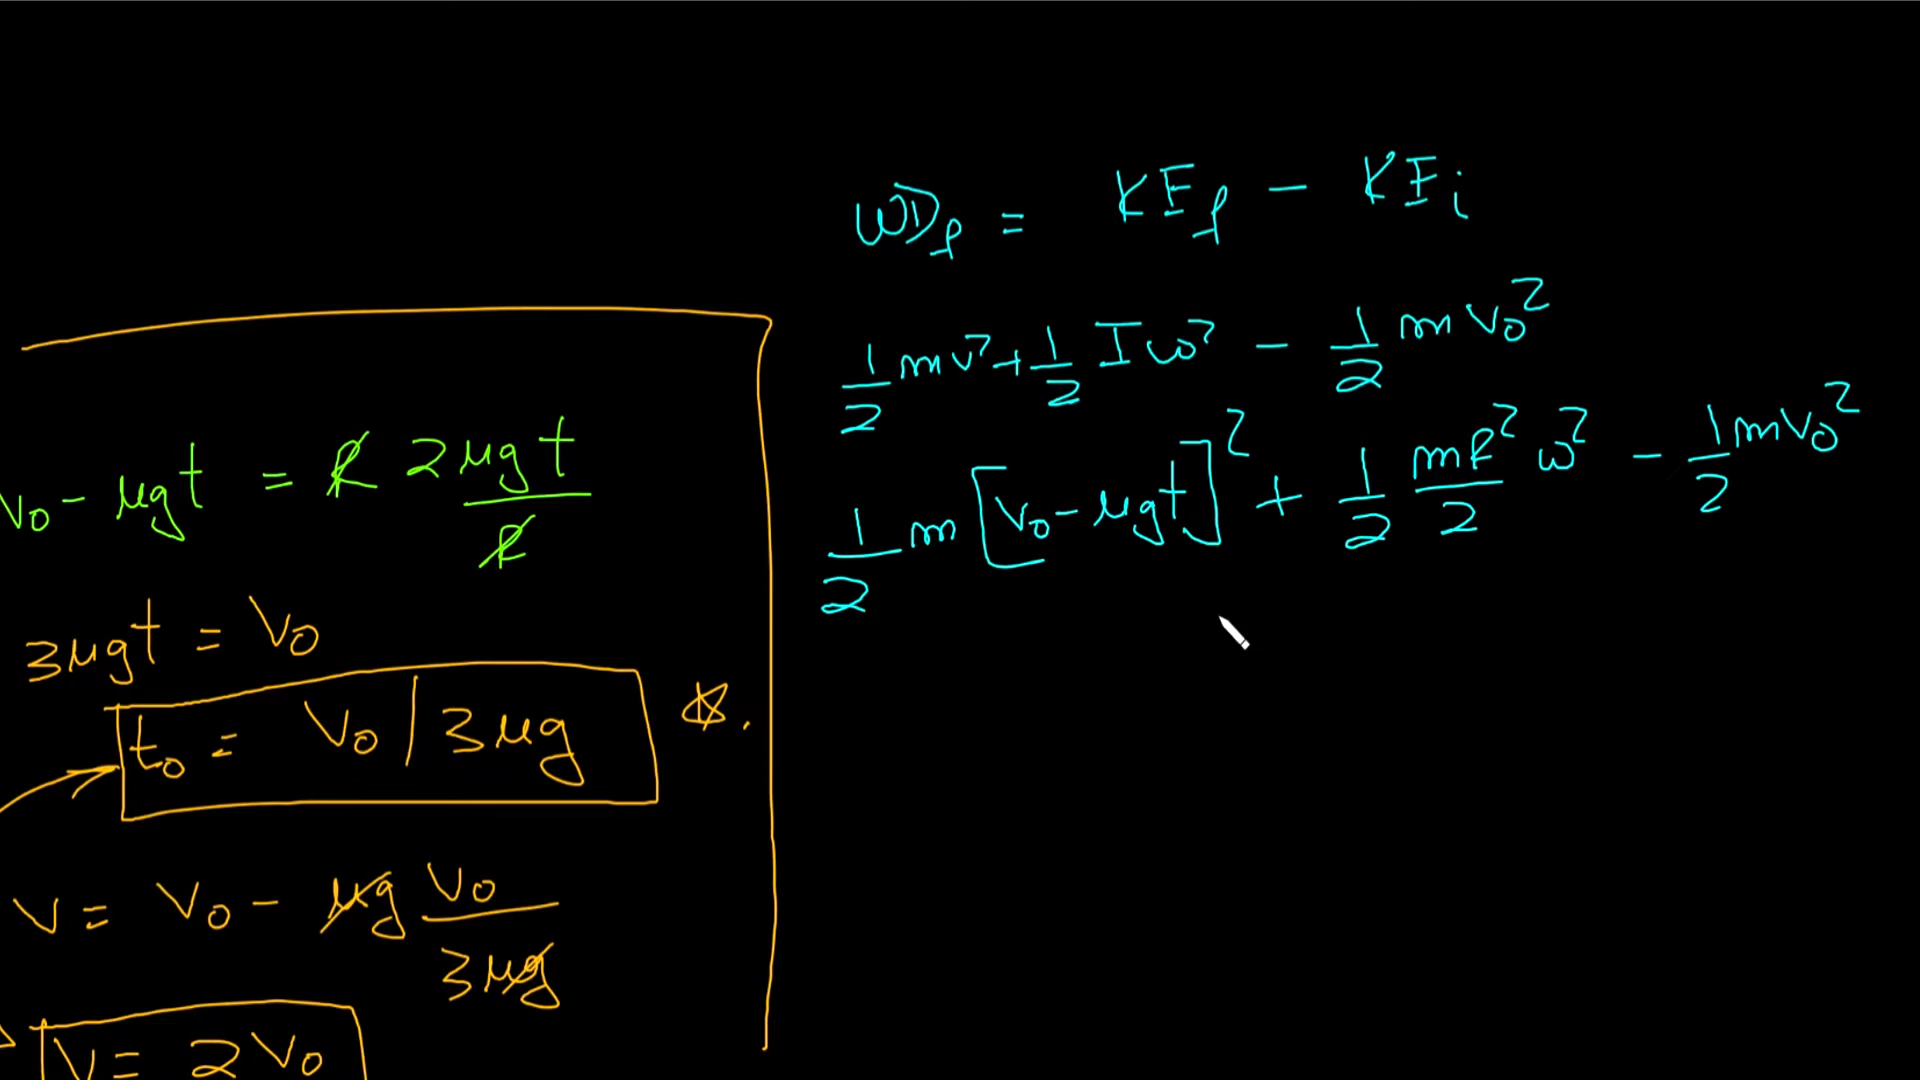 WD_f = KE_f - KE_i
1/2 mv² + 1/2 Iω² - 1/2 mv₀²
1/2 m [v₀ - μgt]² + 1/2 mR²/2 ω² - 1/2 mv₀²
v₀ - μgt = R 2μgt/R
3μgt = v₀
t₀ = v₀ / 3μg
v = v₀ - μg v₀/3μg
v = 2v₀